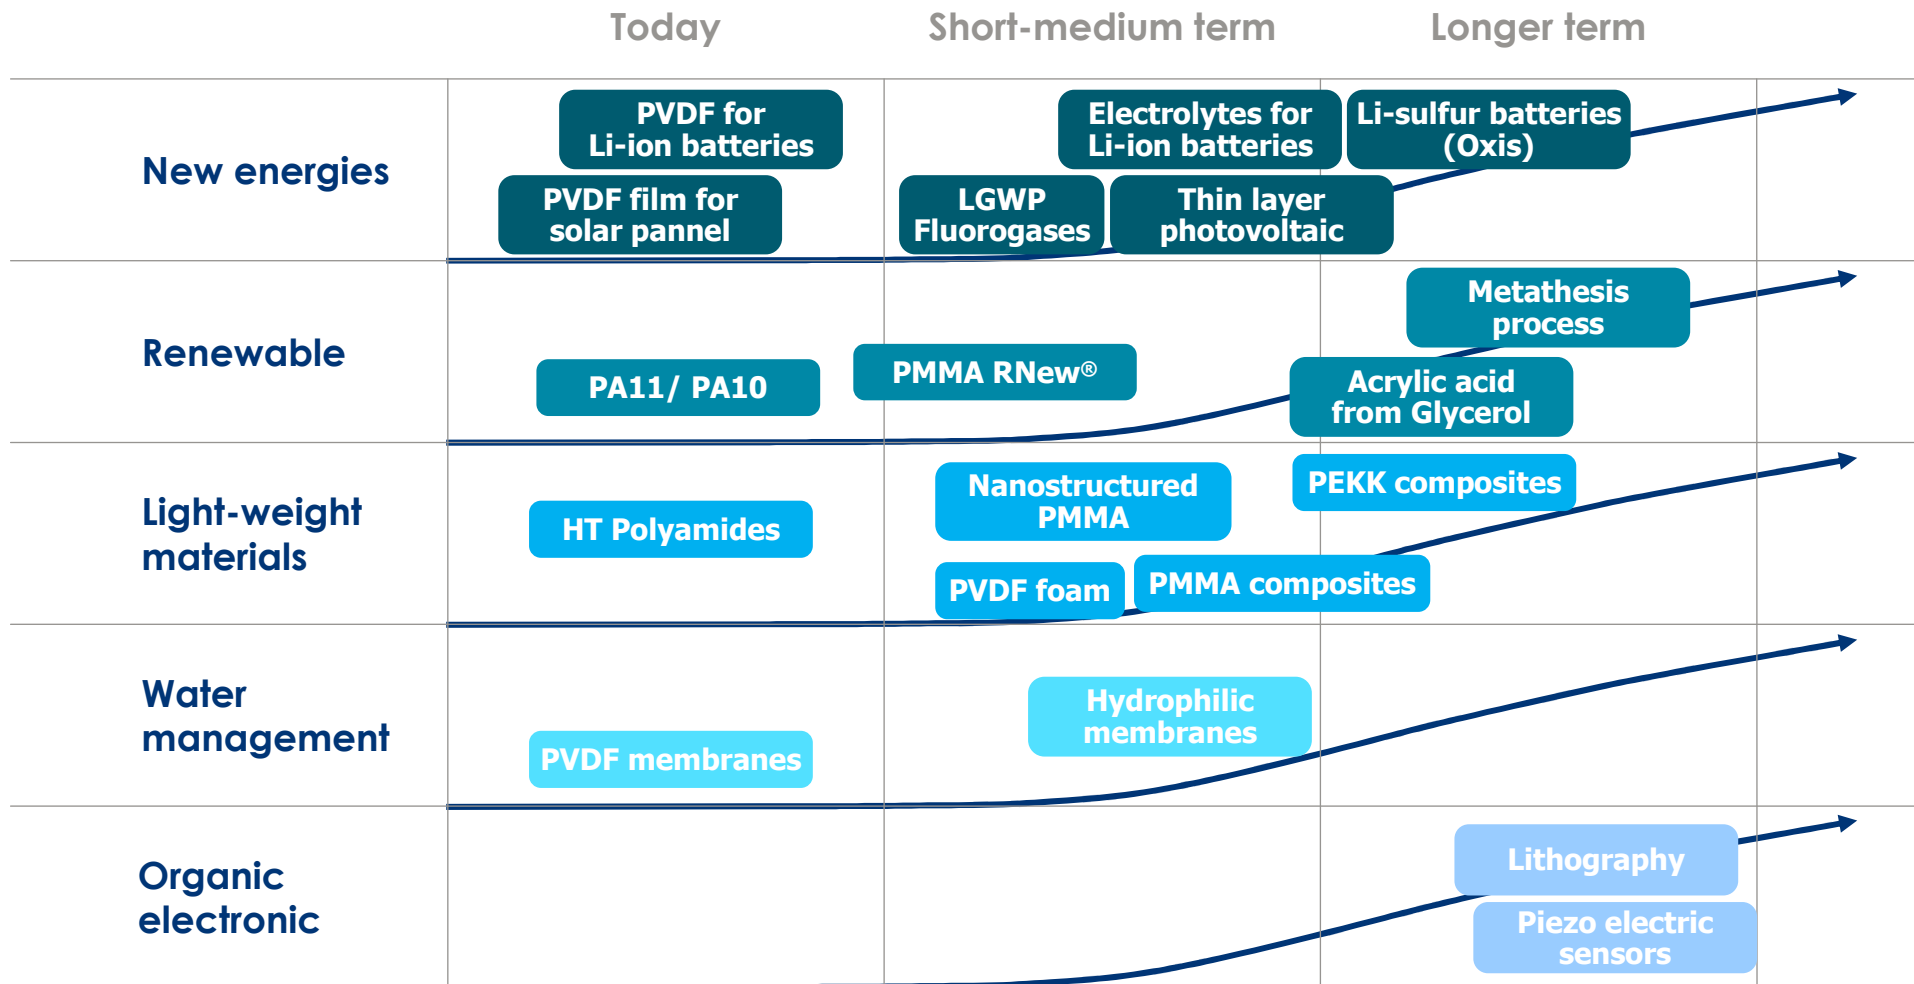 Today
Short-medium term
Longer term
New energies
PVDF for
Li-ion batteries
PVDF film for
solar pannel
Electrolytes for
Li-ion batteries
LGWP
Fluorogases
Thin layer
photovoltaic
Li-sulfur batteries
(Oxis)
Renewable
PA11/ PA10
PMMA RNew®
Metathesis
process
Acrylic acid
from Glycerol
Light-weight
materials
HT Polyamides
Nanostructured
PMMA
PVDF foam
PMMA composites
PEKK composites
Water
management
PVDF membranes
Hydrophilic
membranes
Organic
electronic
Lithography
Piezo electric
sensors